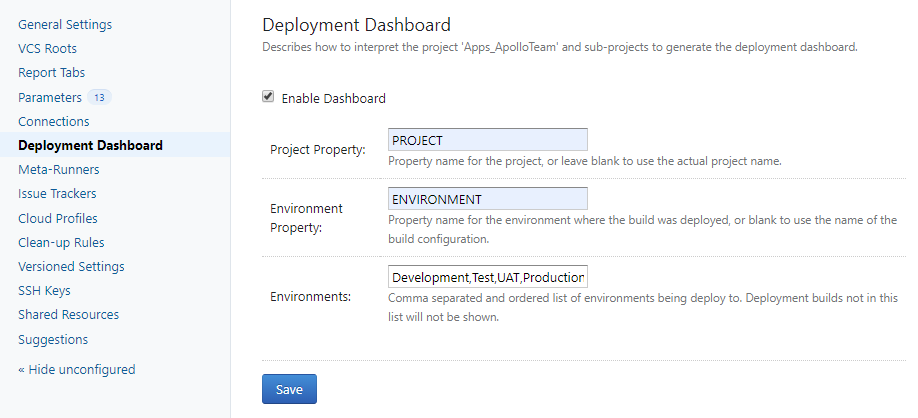 General Settings
VCS Roots
Report Tabs
Parameters 13
Connections
Deployment Dashboard
Meta-Runners
Issue Trackers
Cloud Profiles
Clean-up Rules
Versioned Settings
SSH Keys
Shared Resources
Suggestions
« Hide unconfigured
Deployment Dashboard
Describes how to interpret the project 'Apps_ApolloTeam' and sub-projects to generate the deployment dashboard.
Enable Dashboard
Project Property:
PROJECT
Property name for the project, or leave blank to use the actual project name.
Environment
Property:
ENVIRONMENT
Property name for the environment where the build was deployed, or blank to use the name of the
build configuration.
Environments:
Development,Test,UAT,Production
Comma separated and ordered list of environments being deploy to. Deployment builds not in this
list will not be shown.
Save